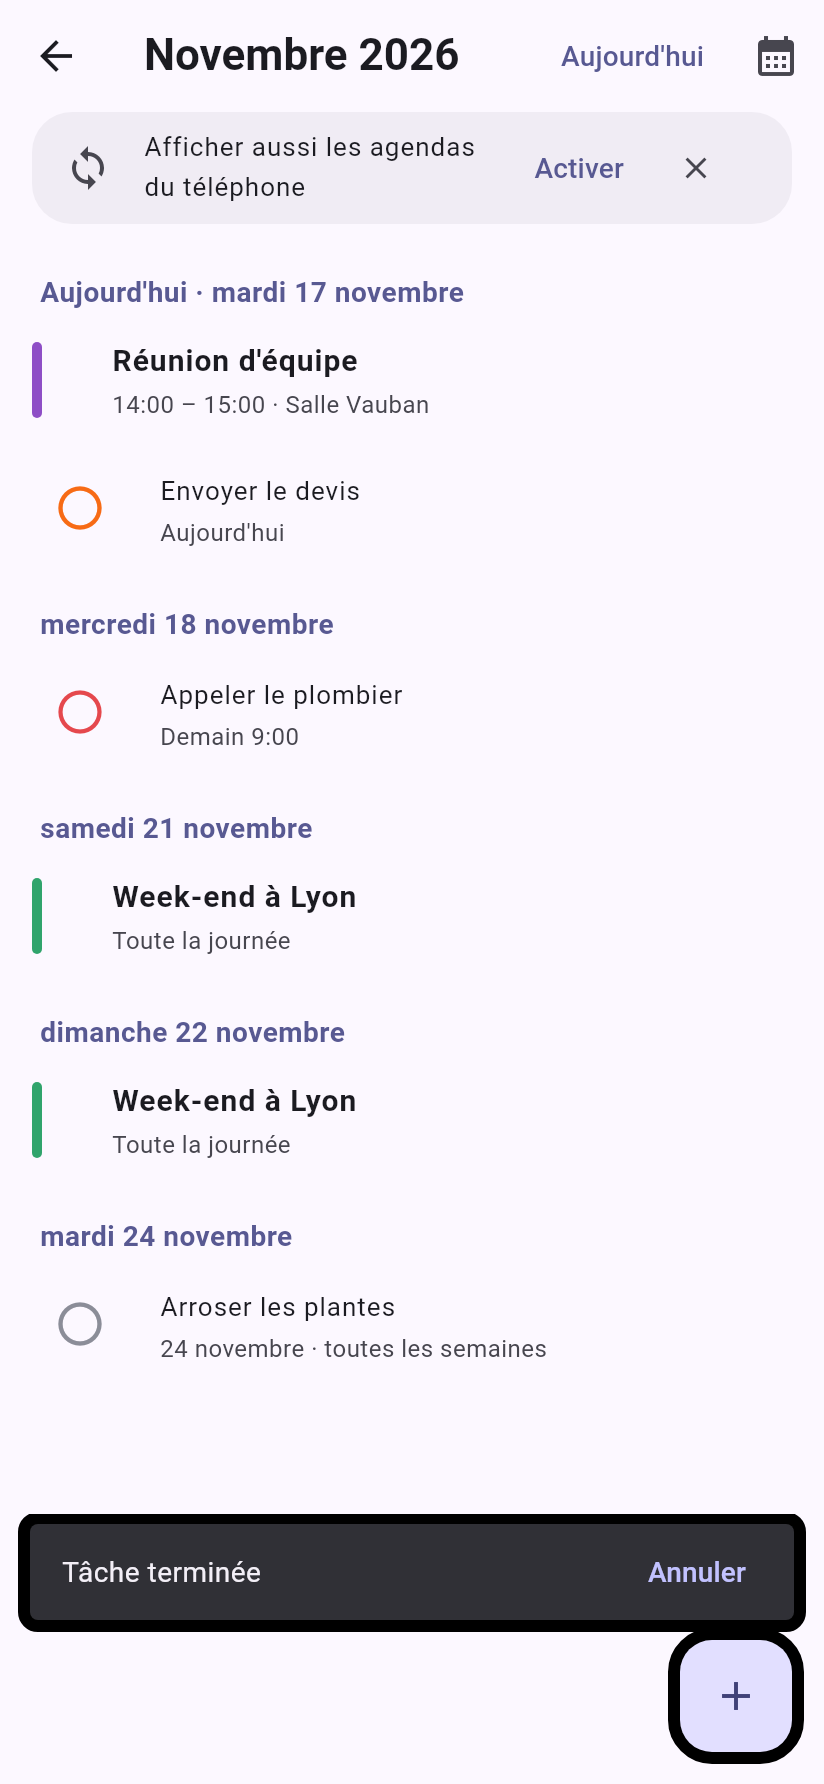 Novembre 2026
Aujourd'hui
Afficher aussi les agendas
du téléphone
Activer
Aujourd'hui · mardi 17 novembre
Réunion d'équipe
14:00 – 15:00 · Salle Vauban
Envoyer le devis
Aujourd'hui
mercredi 18 novembre
Appeler le plombier
Demain 9:00
samedi 21 novembre
Week-end à Lyon
Toute la journée
dimanche 22 novembre
Week-end à Lyon
Toute la journée
mardi 24 novembre
Arroser les plantes
24 novembre · toutes les semaines
Tâche terminée
Annuler